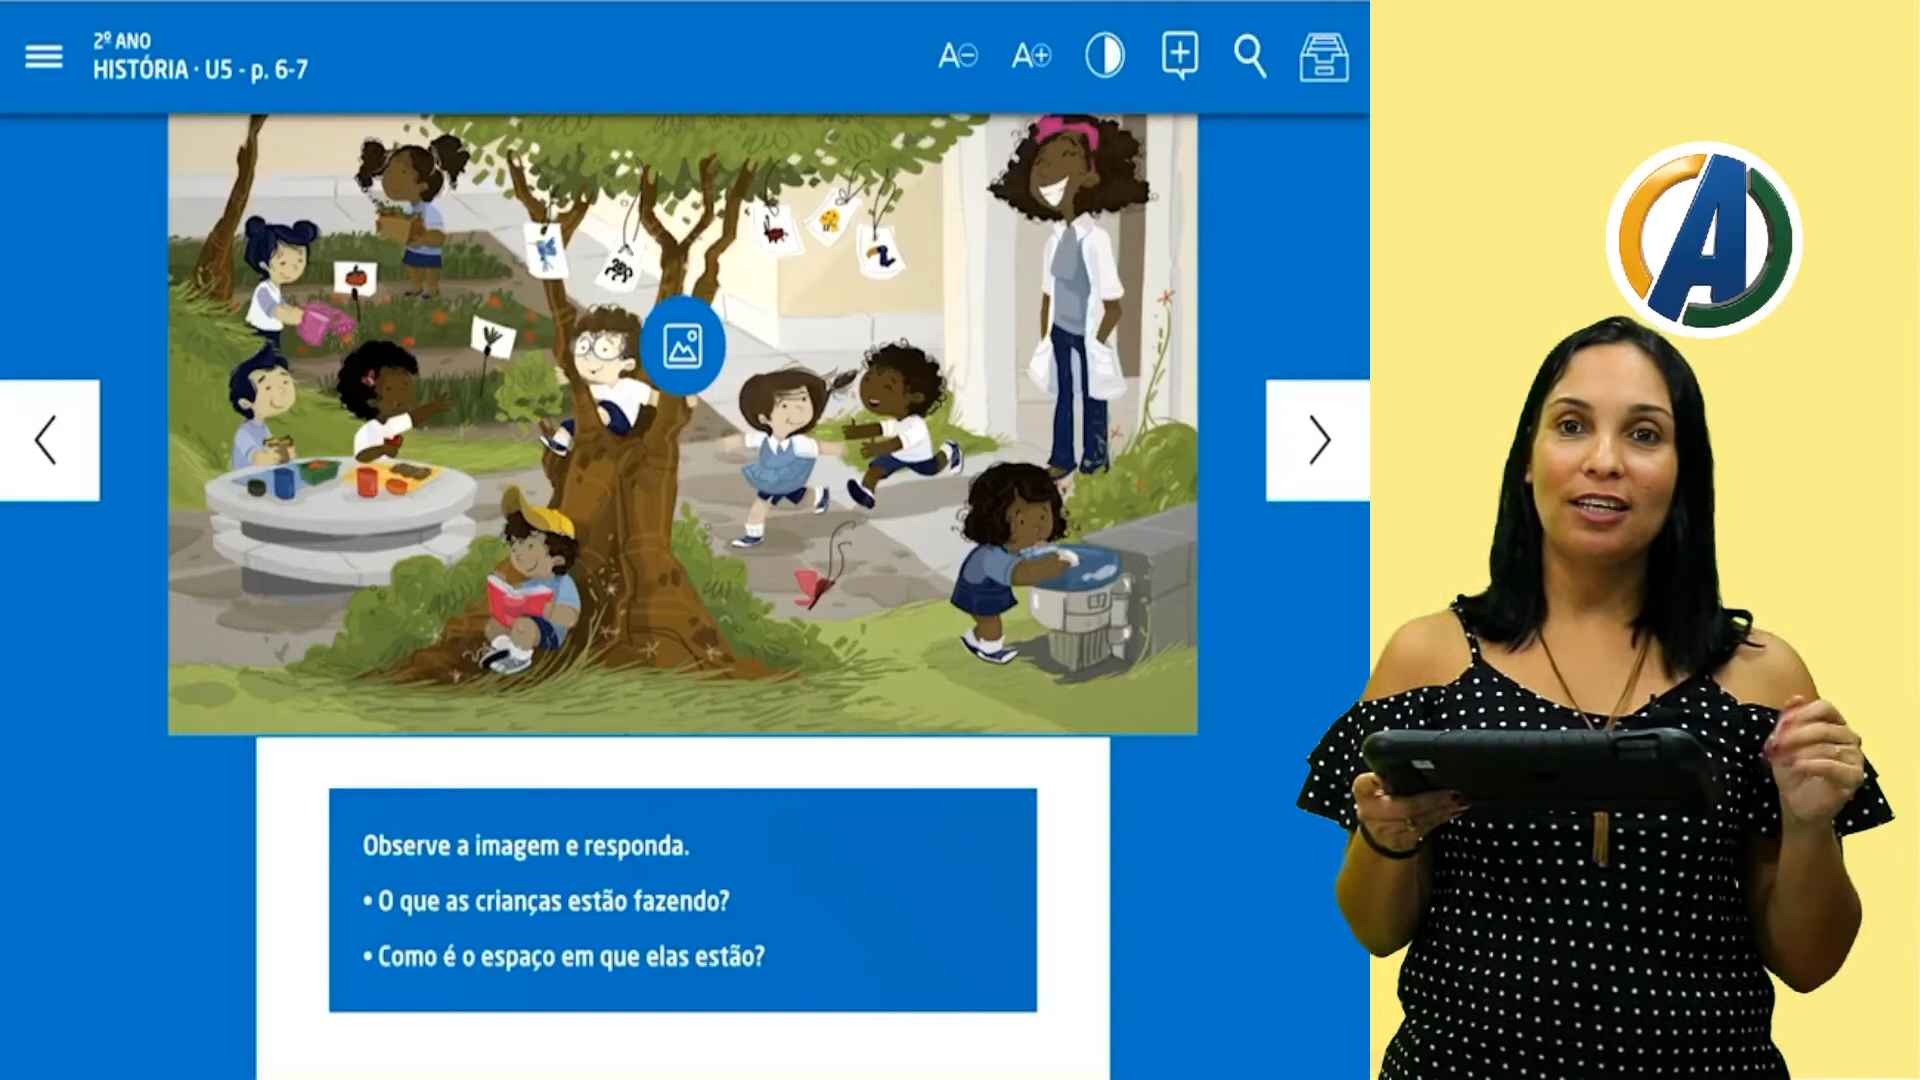 2º ANO
HISTÓRIA · U5 - p. 6-7
A
A
A
Observe a imagem e responda.
• O que as crianças estão fazendo?
• Como é o espaço em que elas estão?